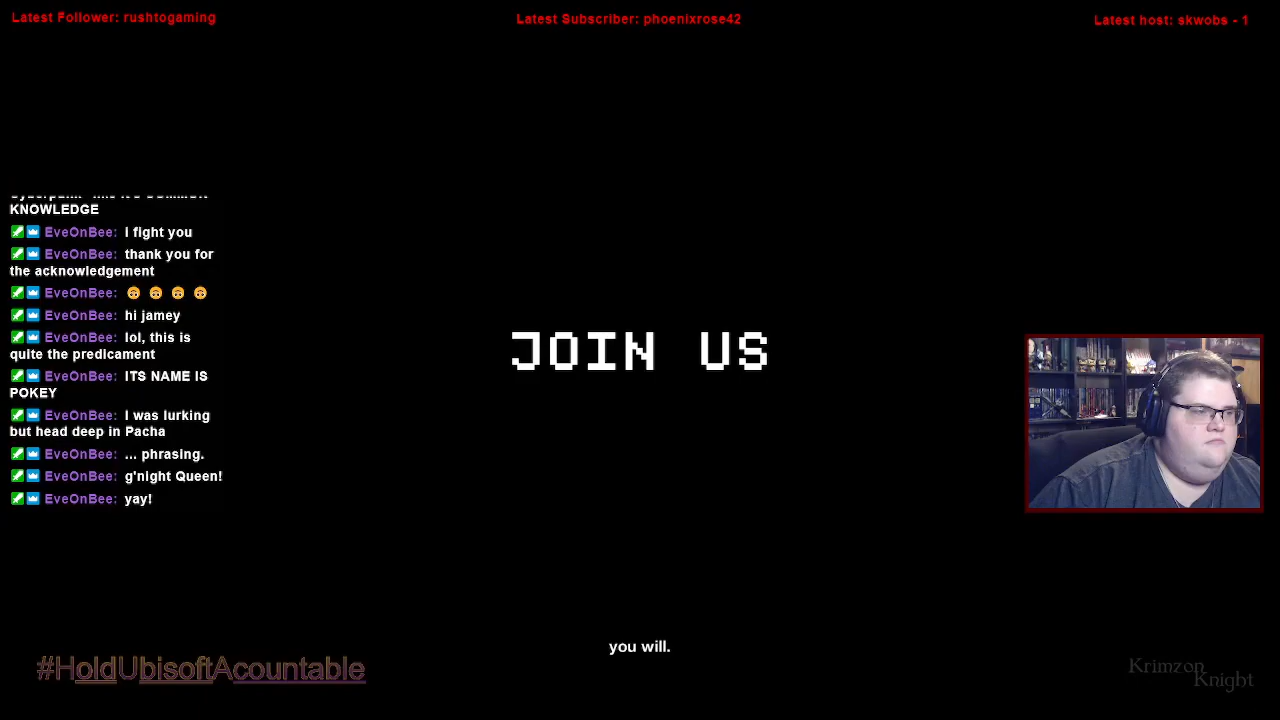 Latest Follower: rushtogaming
Latest Subscriber: phoenixrose42
Latest host: skwobs - 1
KNOWLEDGE
EveOnBee: I fight you
EveOnBee: thank you for
the acknowledgement
EveOnBee: 🙃 🙃 🙃 🙃
EveOnBee: hi jamey
EveOnBee: lol, this is
quite the predicament
EveOnBee: ITS NAME IS
POKEY
EveOnBee: I was lurking
but head deep in Pacha
EveOnBee: ... phrasing.
EveOnBee: g'night Queen!
EveOnBee: yay!
JOIN US
you will.
#HoldUbisoftAcountable
Krimzon
Knight